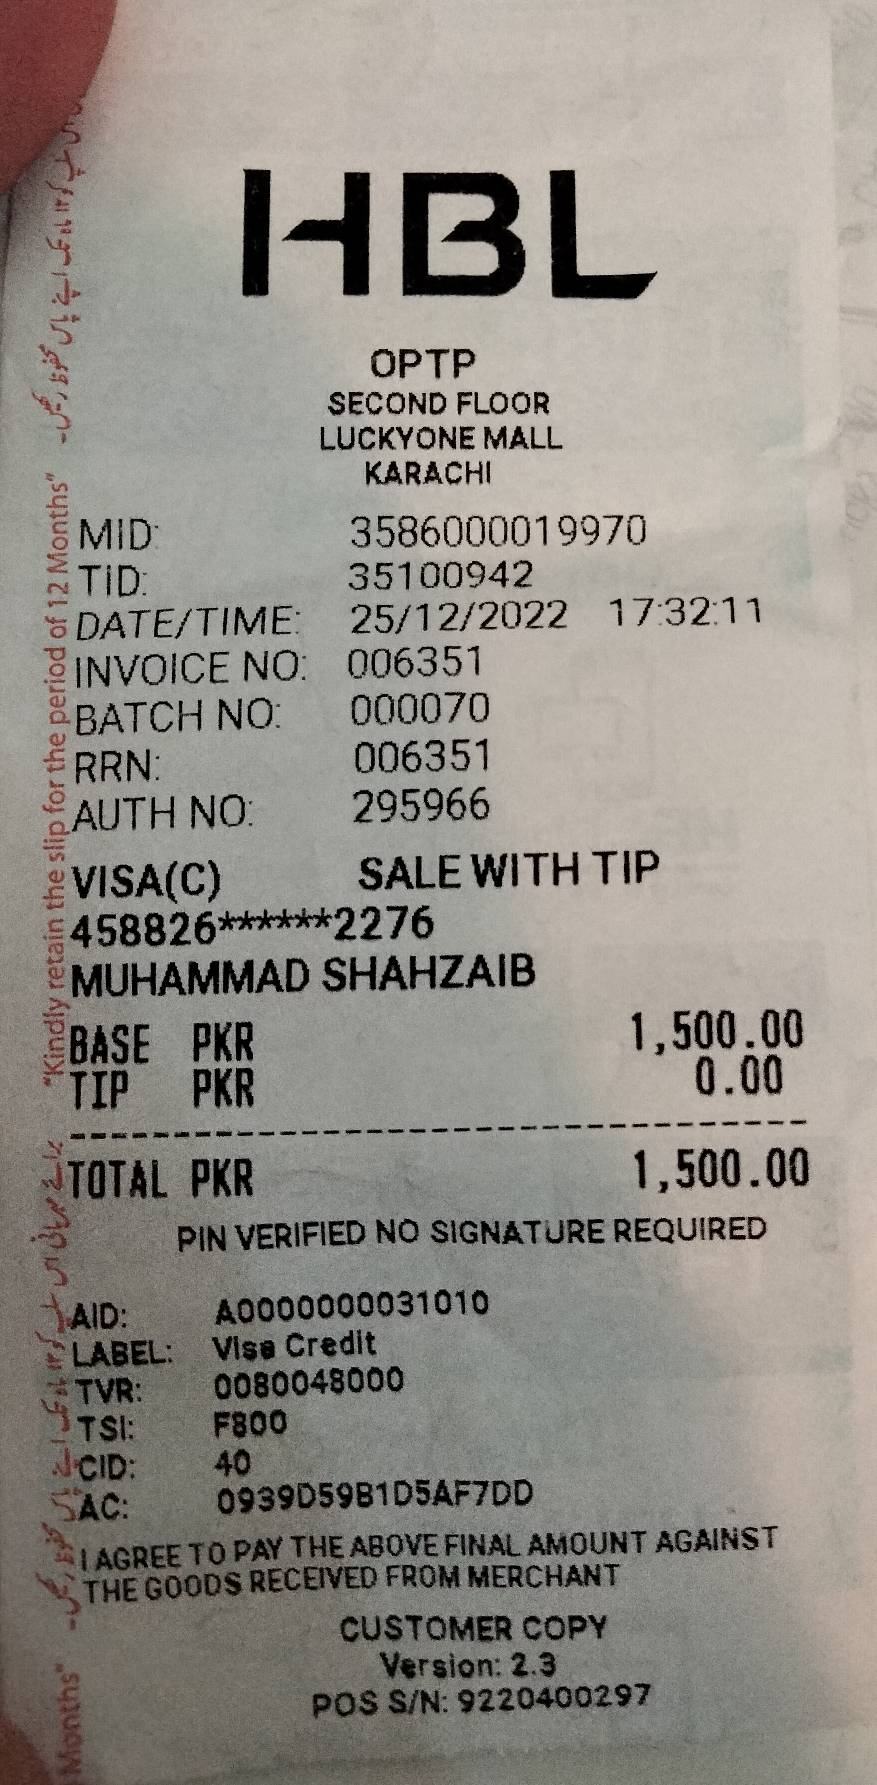 HBL
OPTP
SECOND FLOOR
LUCKYONE MALL
KARACHI
MID: 3586000019970
TID: 35100942
DATE/TIME: 25/12/2022 17:32:11
INVOICE NO: 006351
BATCH NO: 000070
RRN: 006351
AUTH NO: 295966
VISA(C) SALE WITH TIP
458826******2276
MUHAMMAD SHAHZAIB
BASE PKR 1,500.00
TIP PKR 0.00
--------------------------------
TOTAL PKR 1,500.00
PIN VERIFIED NO SIGNATURE REQUIRED
AID: A0000000031010
LABEL: Visa Credit
TVR: 0080048000
TSI: F800
CID: 40
AC: 0939D59B1D5AF7DD
I AGREE TO PAY THE ABOVE FINAL AMOUNT AGAINST
THE GOODS RECEIVED FROM MERCHANT
CUSTOMER COPY
Version: 2.3
POS S/N: 9220400297
"Kindly retain the slip for the period of 12 Months"
Months"